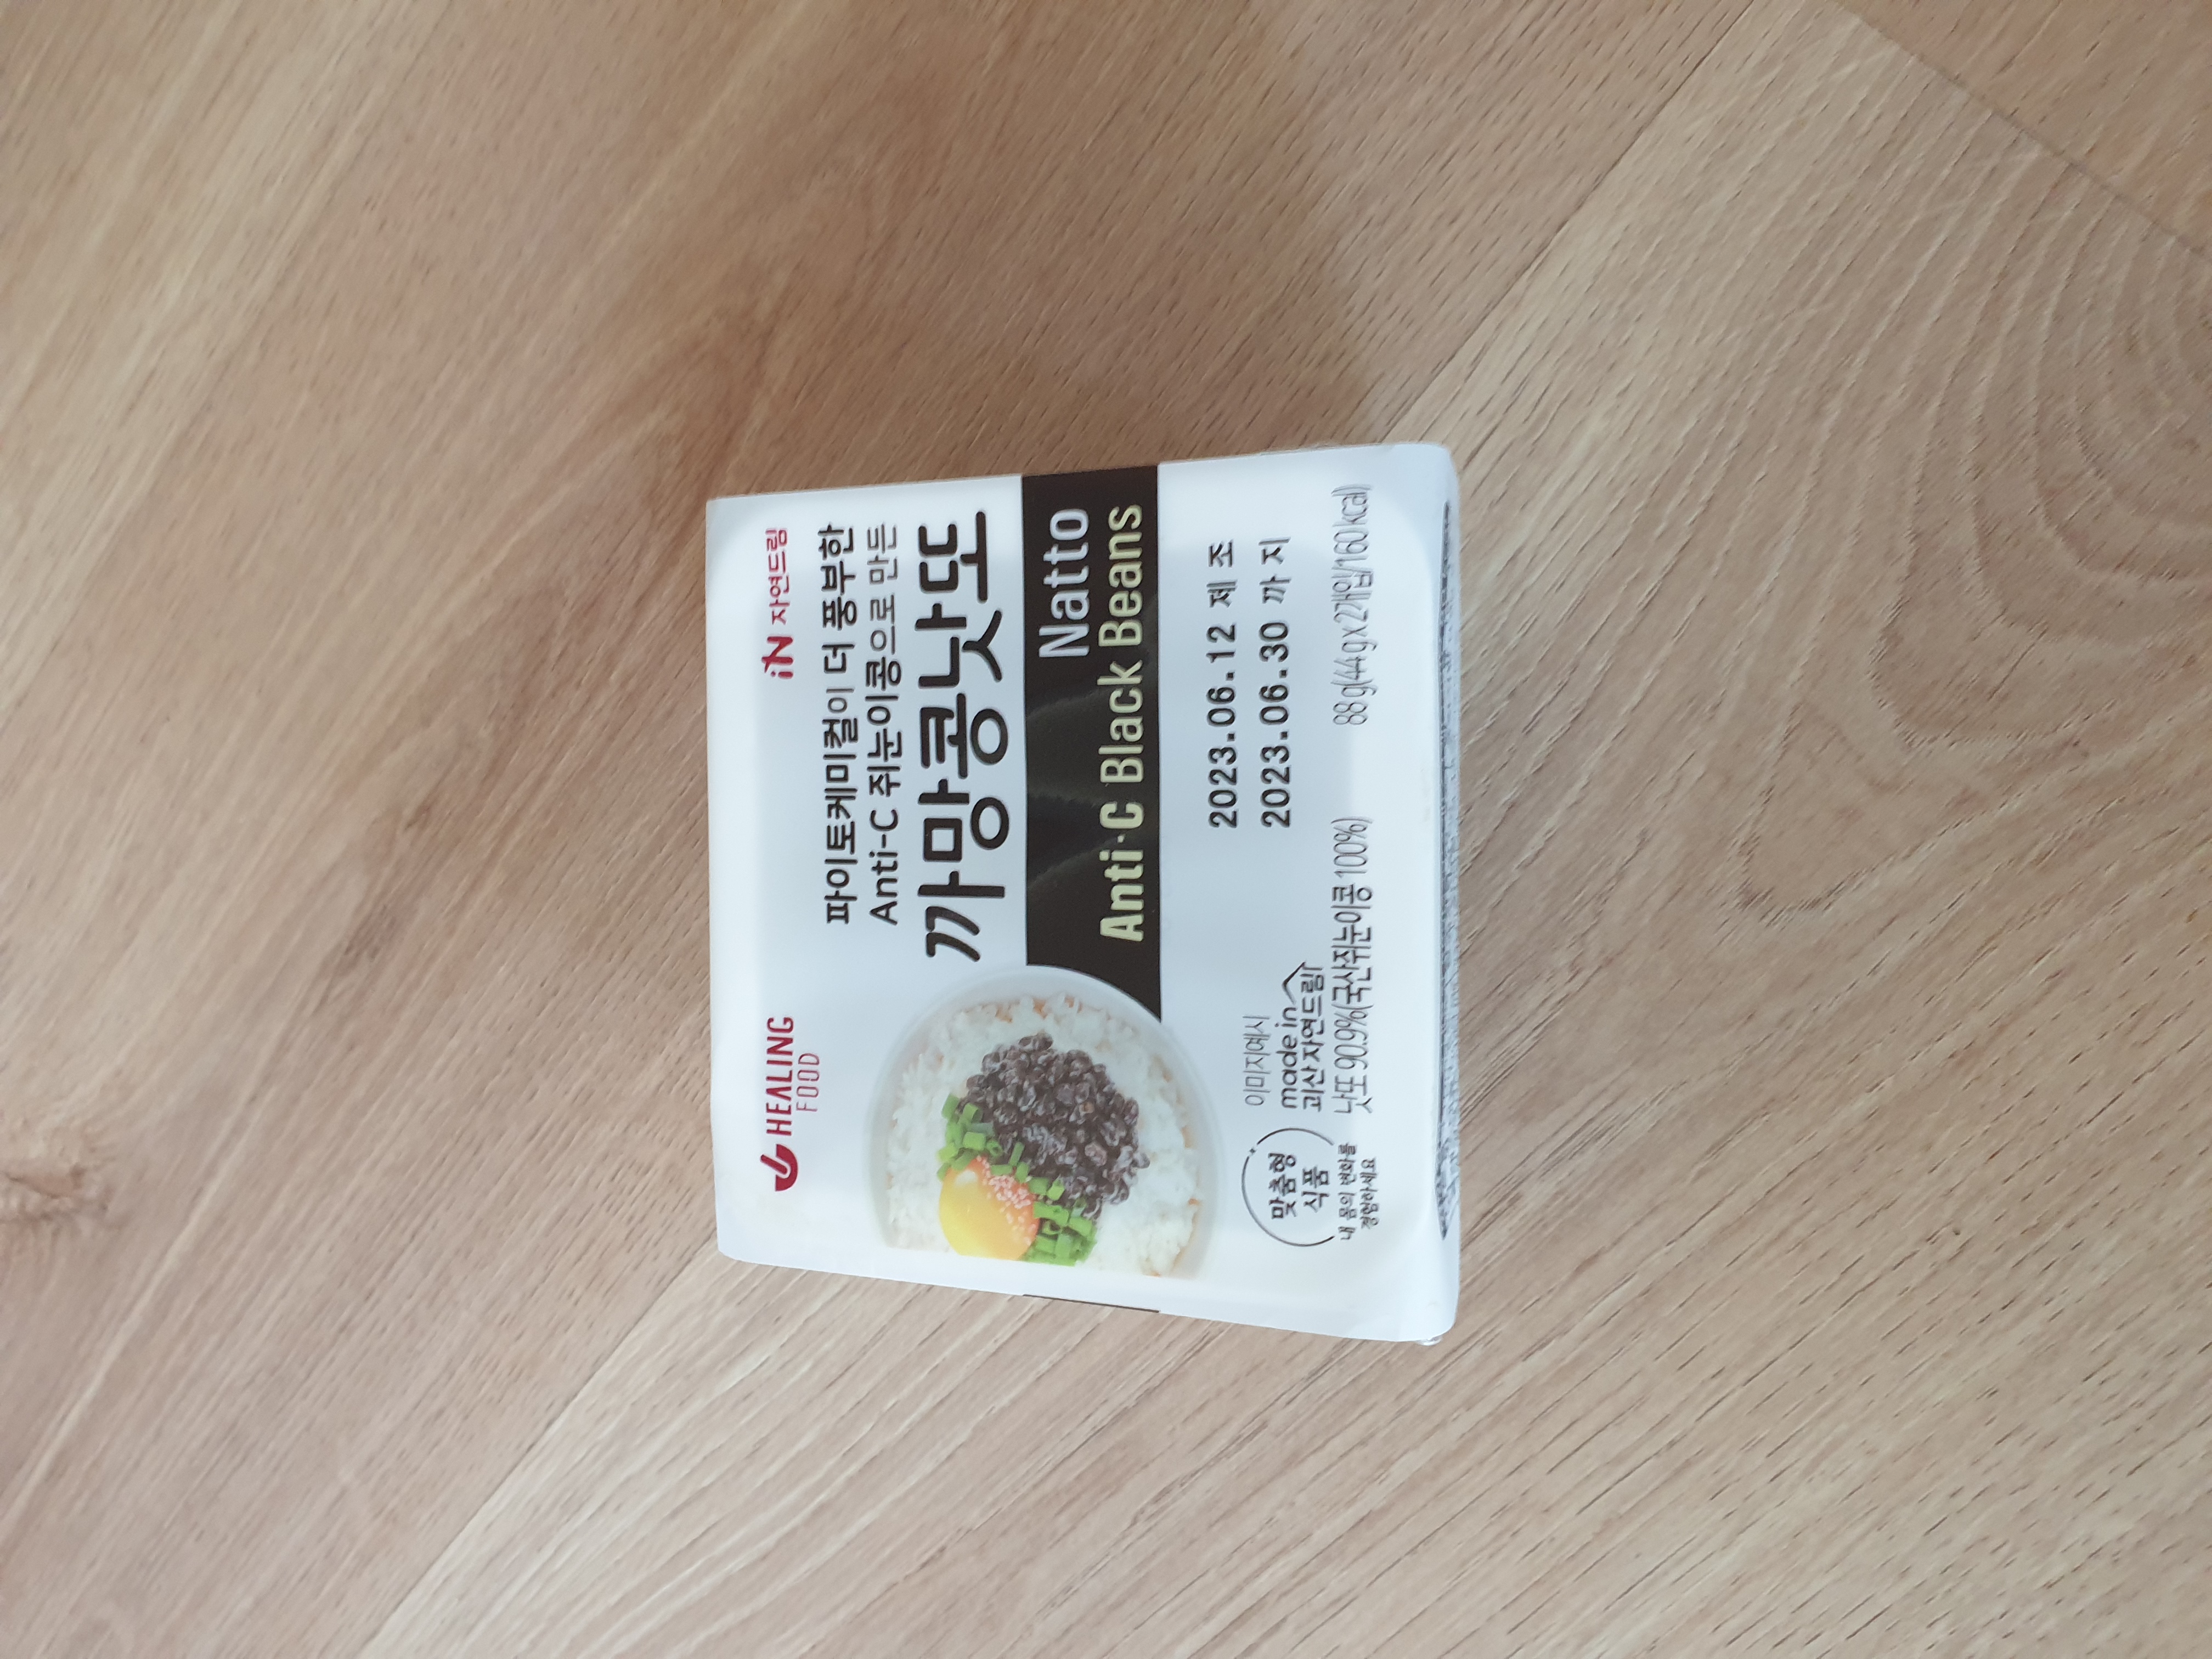 HEALING
FOOD
iN 자연드림
파이토케미컬이 더 풍부한
Anti-C 쥐눈이콩으로 만든
까망콩낫또
Natto
Anti·C Black Beans
2023.06.12 제 조
2023.06.30 까 지
이미지예시
made in
괴산자연드림
맞춤형
식품
내 몸의 변화를
경험하세요
낫또 90.9%(국산쥐눈이콩 100%)
88 g(44 g x 2개입/160 kcal)